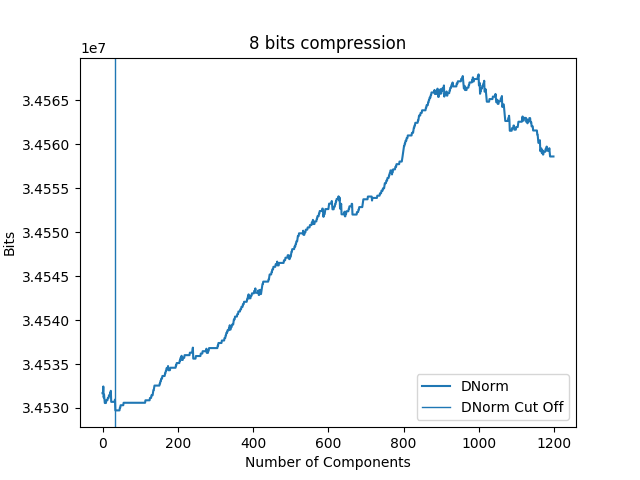 8 bits compression
1e7
3.4565
3.4560
3.4555
3.4550
3.4545
3.4540
3.4535
3.4530
Bits
DNorm
DNorm Cut Off
0 200 400 600 800 1000 1200
Number of Components